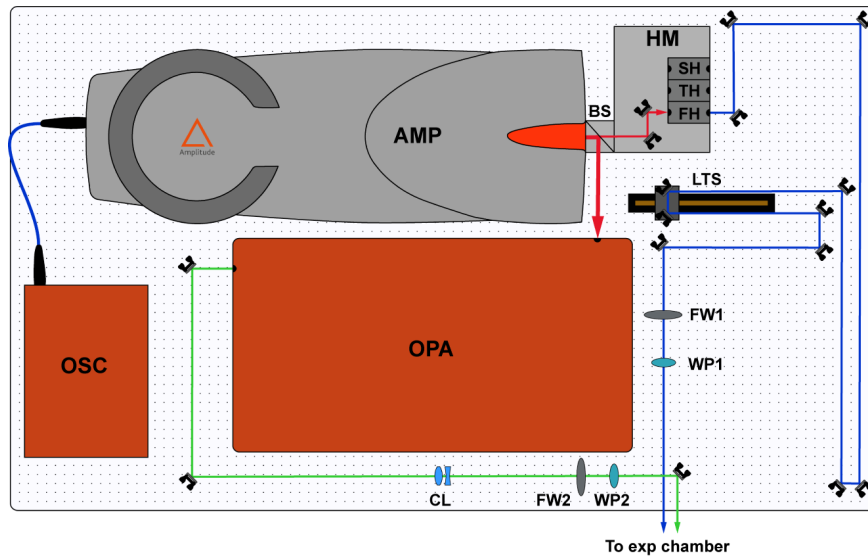 HM
SH
TH
FH
BS
AMP
Amplitude
LTS
OSC
OPA
FW1
WP1
CL
FW2
WP2
To exp chamber